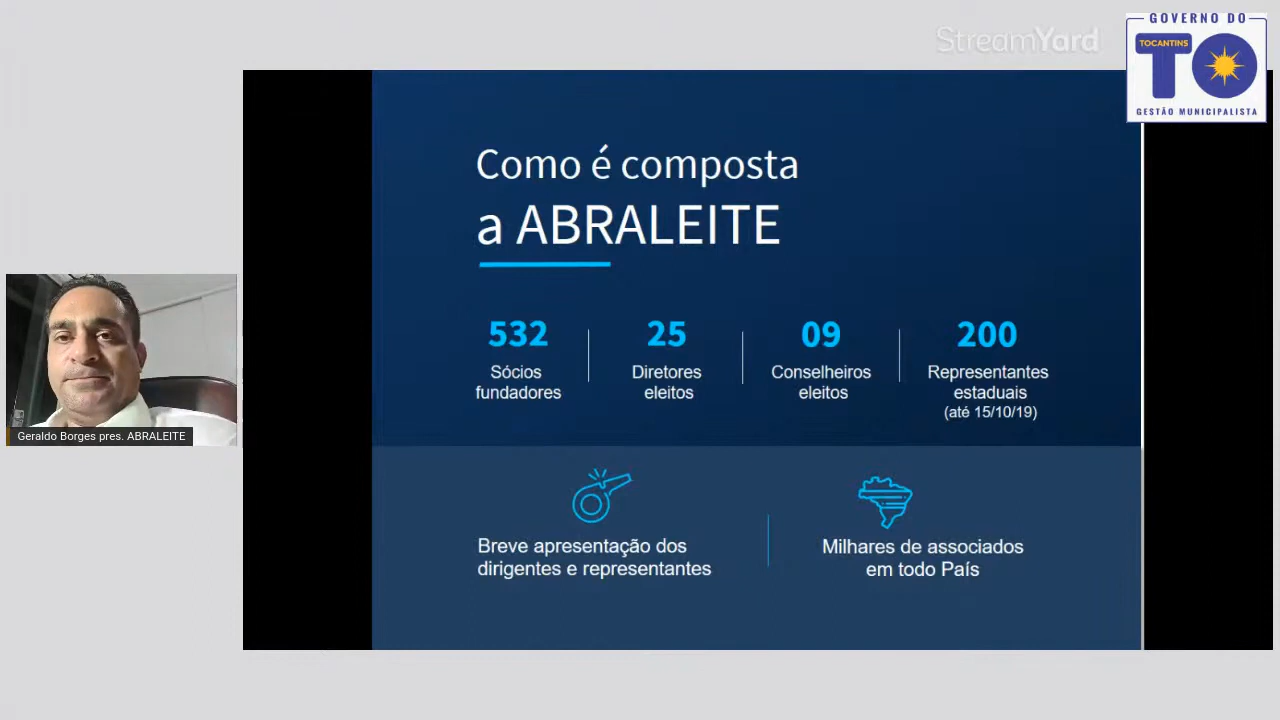 StreamYard
GOVERNO DO
TOCANTINS
TO
GESTÃO MUNICIPALISTA
Como é composta
a ABRALEITE
532
Sócios
fundadores
25
Diretores
eleitos
09
Conselheiros
eleitos
200
Representantes
estaduais
(até 15/10/19)
Geraldo Borges pres. ABRALEITE
Breve apresentação dos
dirigentes e representantes
Milhares de associados
em todo País